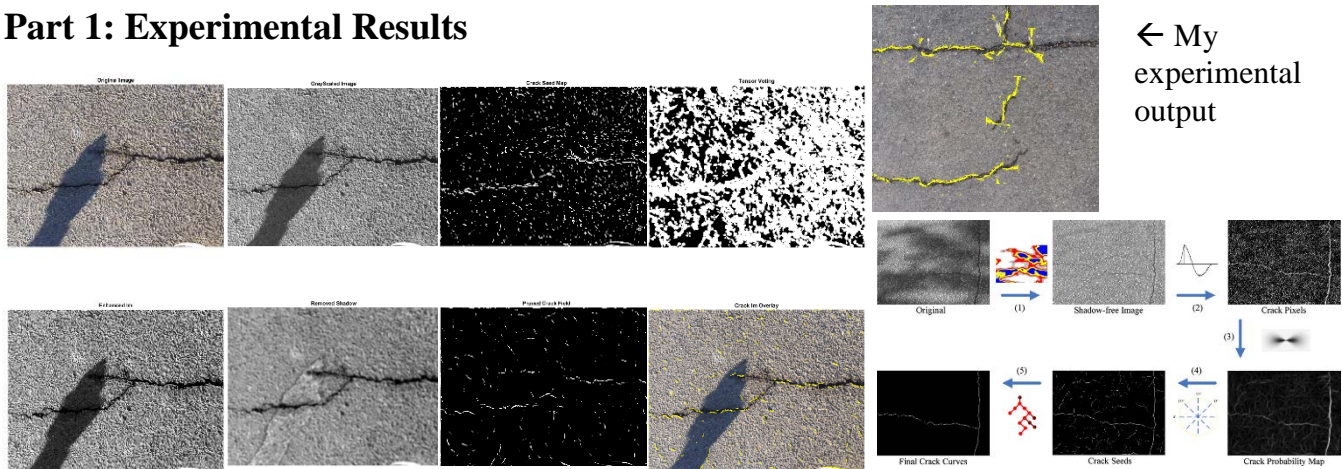 Part 1: Experimental Results
← My
experimental
output
Original Image
GrayScaled Image
Crack Seed Map
Tensor Voting
Enhanced Im
Removed Shadow
Pruned Crack Field
Crack Im Overlay
(1)
(2)
Original
Shadow-free Image
Crack Pixels
(3)
(5)
(4)
Final Crack Curves
Crack Seeds
Crack Probability Map